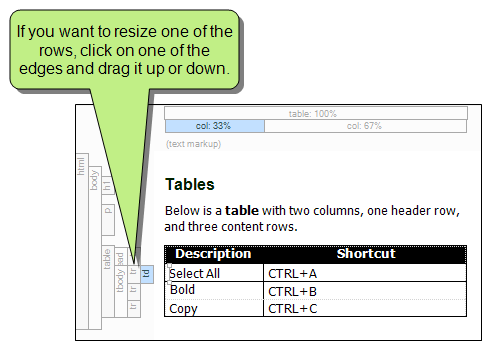 If you want to resize one of the
rows, click on one of the
edges and drag it up or down.
table: 100%
col: 33% col: 67%
(text markup)
html
body
h1
p
table
tbody
ead
tr
tr
tr
td
Tables
Below is a table with two columns, one header row,
and three content rows.
Description Shortcut
Select All CTRL+A
Bold CTRL+B
Copy CTRL+C